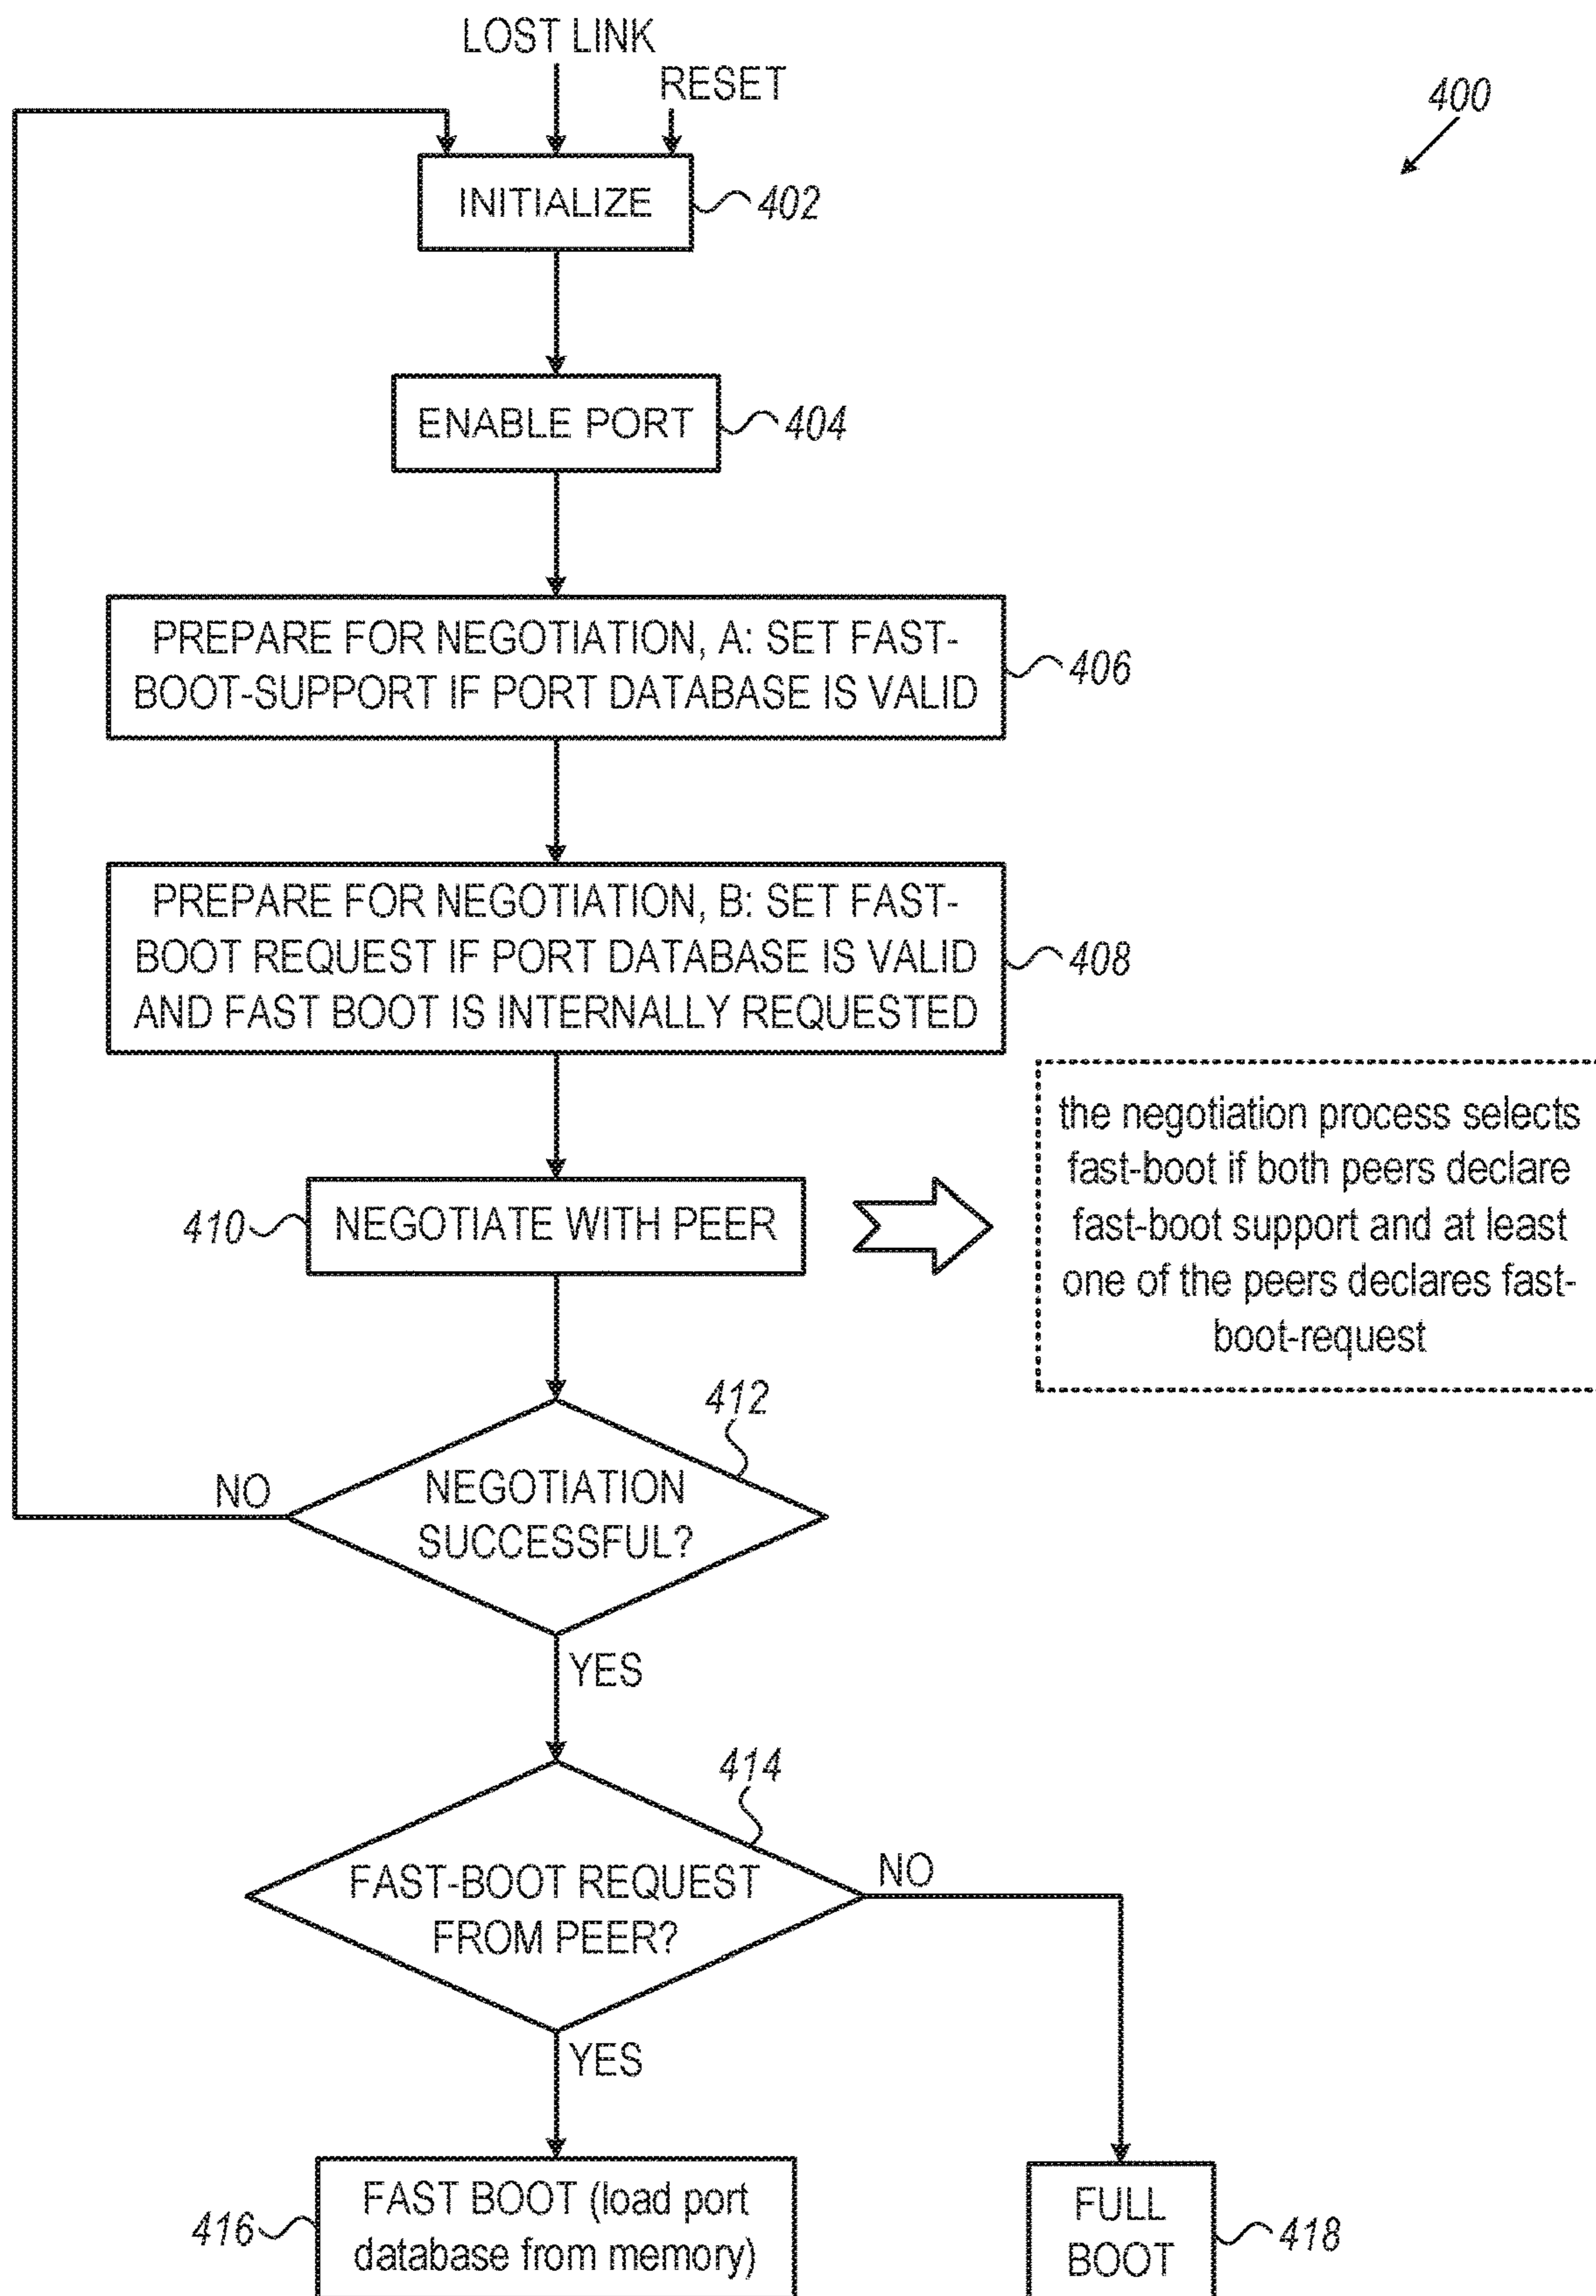 LOST LINK
RESET
400
INITIALIZE
402
ENABLE PORT
404
PREPARE FOR NEGOTIATION, A: SET FAST-
BOOT-SUPPORT IF PORT DATABASE IS VALID
406
PREPARE FOR NEGOTIATION, B: SET FAST-
BOOT REQUEST IF PORT DATABASE IS VALID
AND FAST BOOT IS INTERNALLY REQUESTED
408
the negotiation process selects
fast-boot if both peers declare
fast-boot support and at least
one of the peers declares fast-
boot-request
410
NEGOTIATE WITH PEER
412
NO
NEGOTIATION
SUCCESSFUL?
YES
414
FAST-BOOT REQUEST
FROM PEER?
NO
YES
416
FAST BOOT (load port
database from memory)
FULL
BOOT
418